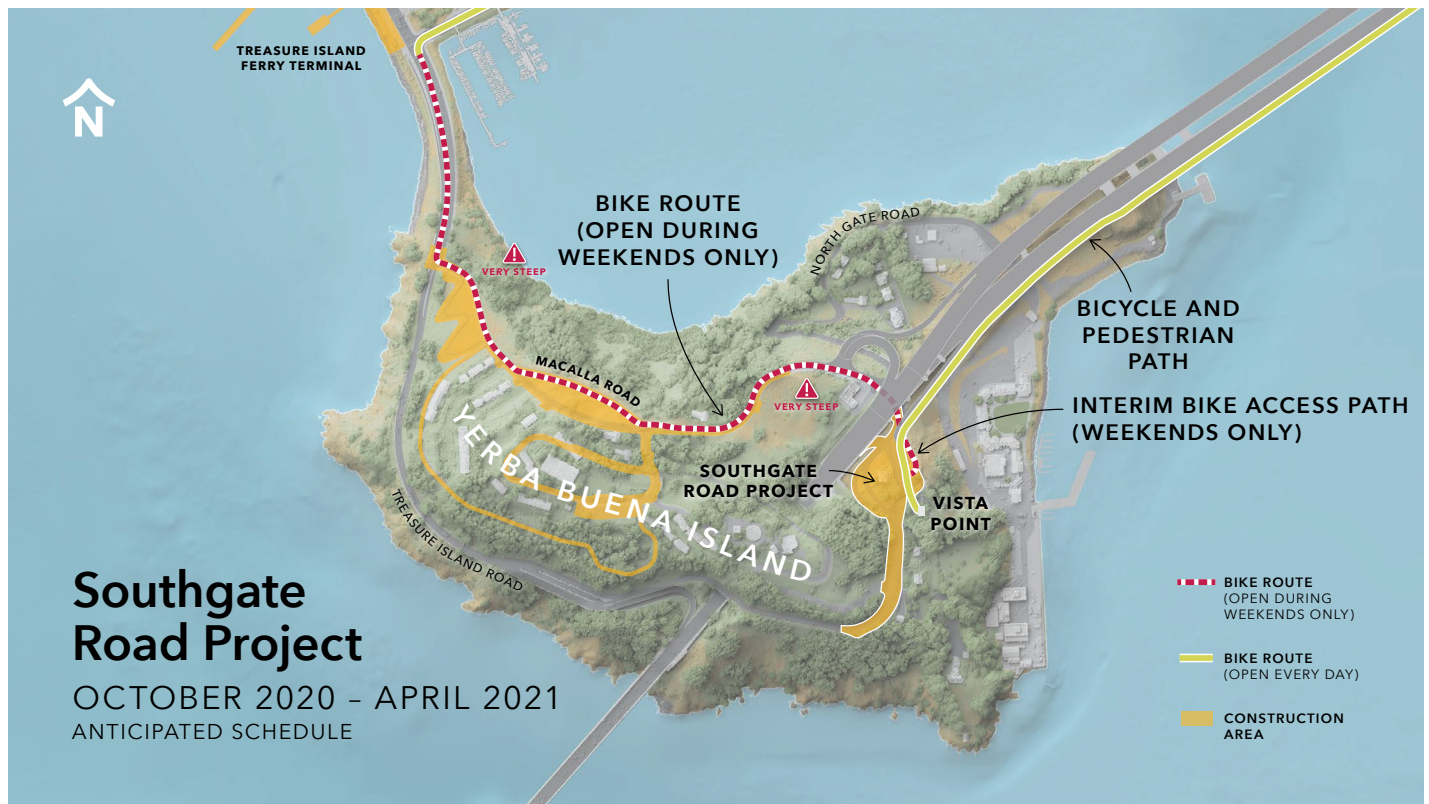 TREASURE ISLAND
FERRY TERMINAL
N
BIKE ROUTE
(OPEN DURING
WEEKENDS ONLY)
NORTH GATE ROAD
VERY STEEP
BICYCLE AND
PEDESTRIAN
PATH
MACALLA ROAD
VERY STEEP
INTERIM BIKE ACCESS PATH
(WEEKENDS ONLY)
YERBA BUENA ISLAND
SOUTHGATE
ROAD PROJECT
VISTA
POINT
TREASURE ISLAND ROAD
Southgate
Road Project
OCTOBER 2020 – APRIL 2021
ANTICIPATED SCHEDULE
BIKE ROUTE
(OPEN DURING
WEEKENDS ONLY)
BIKE ROUTE
(OPEN EVERY DAY)
CONSTRUCTION
AREA